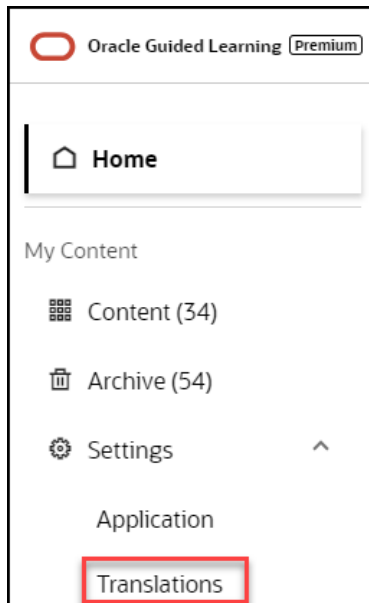 Oracle Guided Learning Premium
Home
My Content
Content (34)
Archive (54)
Settings
Application
Translations